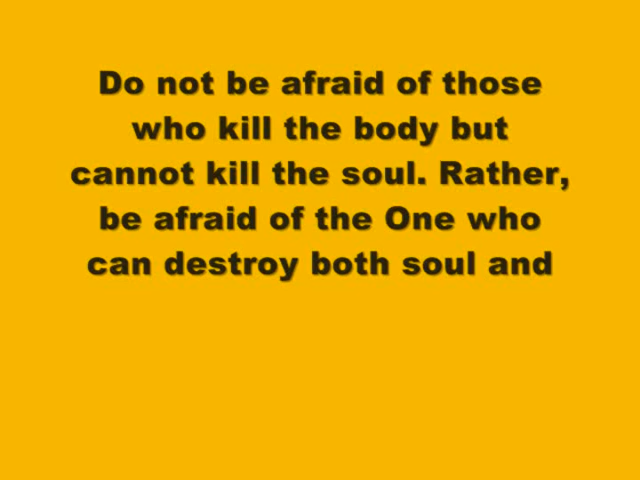 Do not be afraid of those
who kill the body but
cannot kill the soul. Rather,
be afraid of the One who
can destroy both soul and